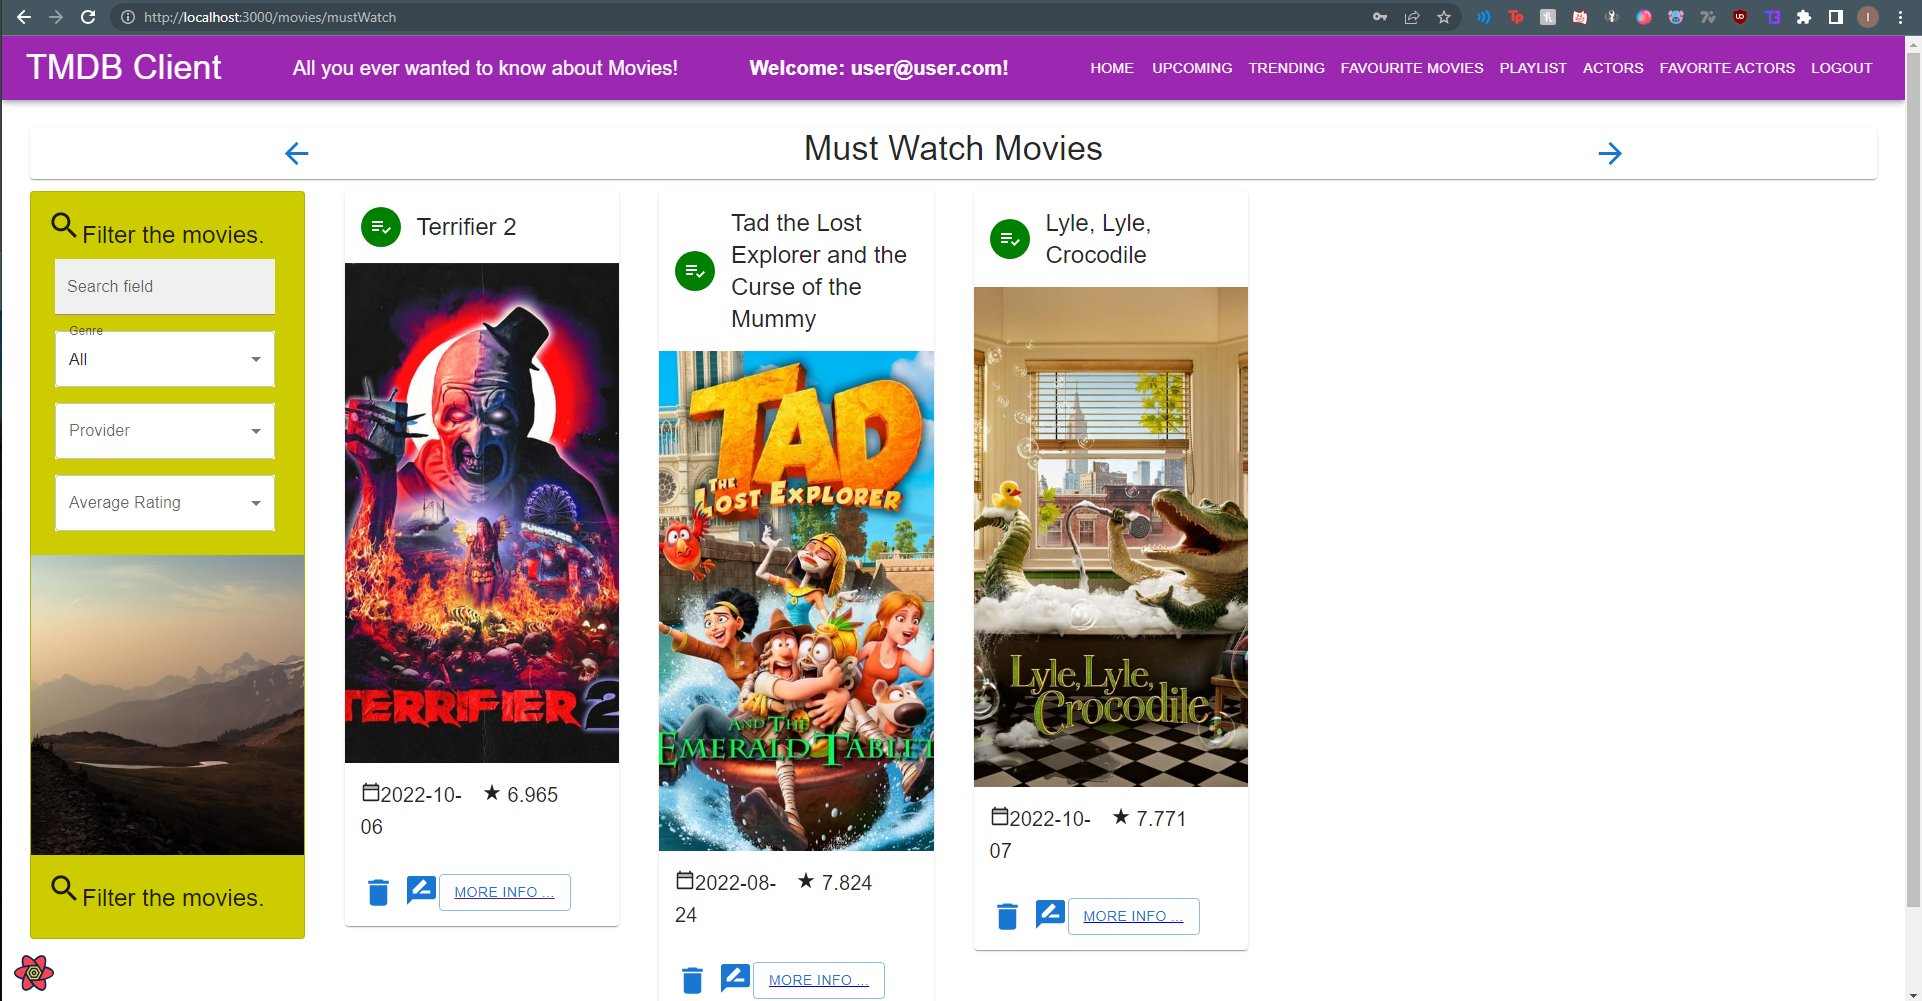 http://localhost:3000/movies/mustWatch
TMDB Client
All you ever wanted to know about Movies!
Welcome: user@user.com!
HOME
UPCOMING
TRENDING
FAVOURITE MOVIES
PLAYLIST
ACTORS
FAVORITE ACTORS
LOGOUT
Must Watch Movies
Filter the movies.
Search field
Genre
All
Provider
Average Rating
Filter the movies.
Terrifier 2
FUNHOUSE
TERRIFIER 2
2022-10-
06
6.965
MORE INFO ...
Tad the Lost
Explorer and the
Curse of the
Mummy
TAD
THE
LOST EXPLORER
AND THE
EMERALD TABLET
2022-08-
24
7.824
MORE INFO ...
Lyle, Lyle,
Crocodile
Lyle, Lyle,
Crocodile
2022-10-
07
7.771
MORE INFO ...